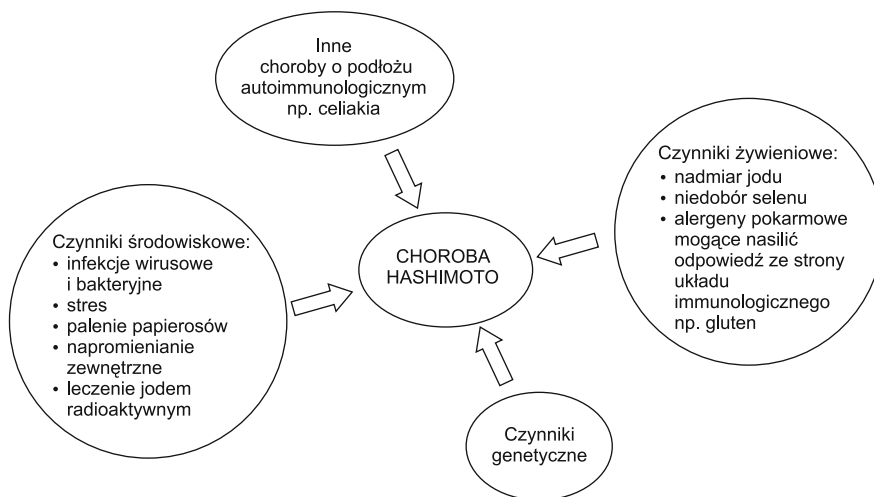 Inne
choroby o podłożu
autoimmunologicznym
np. celiakia
Czynniki żywieniowe:
• nadmiar jodu
• niedobór selenu
• alergeny pokarmowe
mogące nasilić
odpowiedź ze strony
układu
immunologicznego
np. gluten
Czynniki środowiskowe:
• infekcje wirusowe
i bakteryjne
• stres
• palenie papierosów
• napromienianie
zewnętrzne
• leczenie jodem
radioaktywnym
CHOROBA
HASHIMOTO
Czynniki
genetyczne